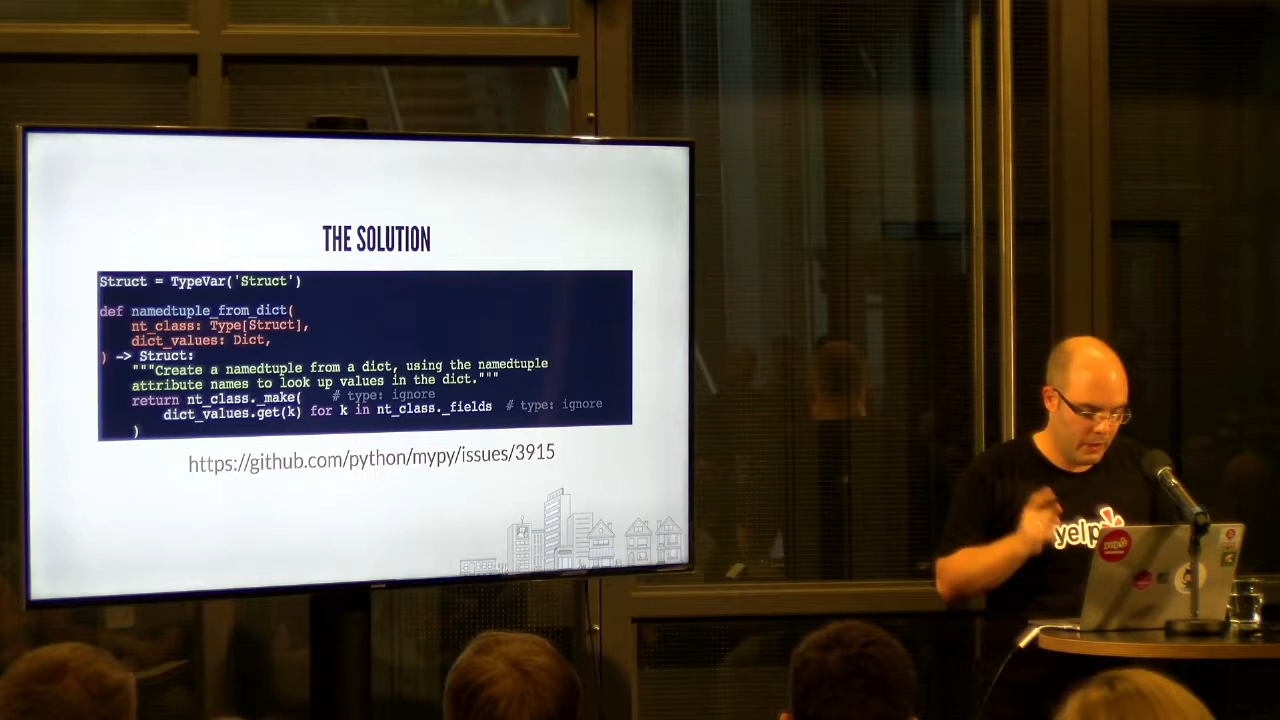 THE SOLUTION
Struct = TypeVar('Struct')
def namedtuple_from_dict(
nt_class: Type[Struct],
dict_values: Dict,
) -> Struct:
"""Create a namedtuple from a dict, using the namedtuple
attribute names to look up values in the dict."""
return nt_class._make( # type: ignore
dict_values.get(k) for k in nt_class._fields # type: ignore
)
https://github.com/python/mypy/issues/3915
yelp